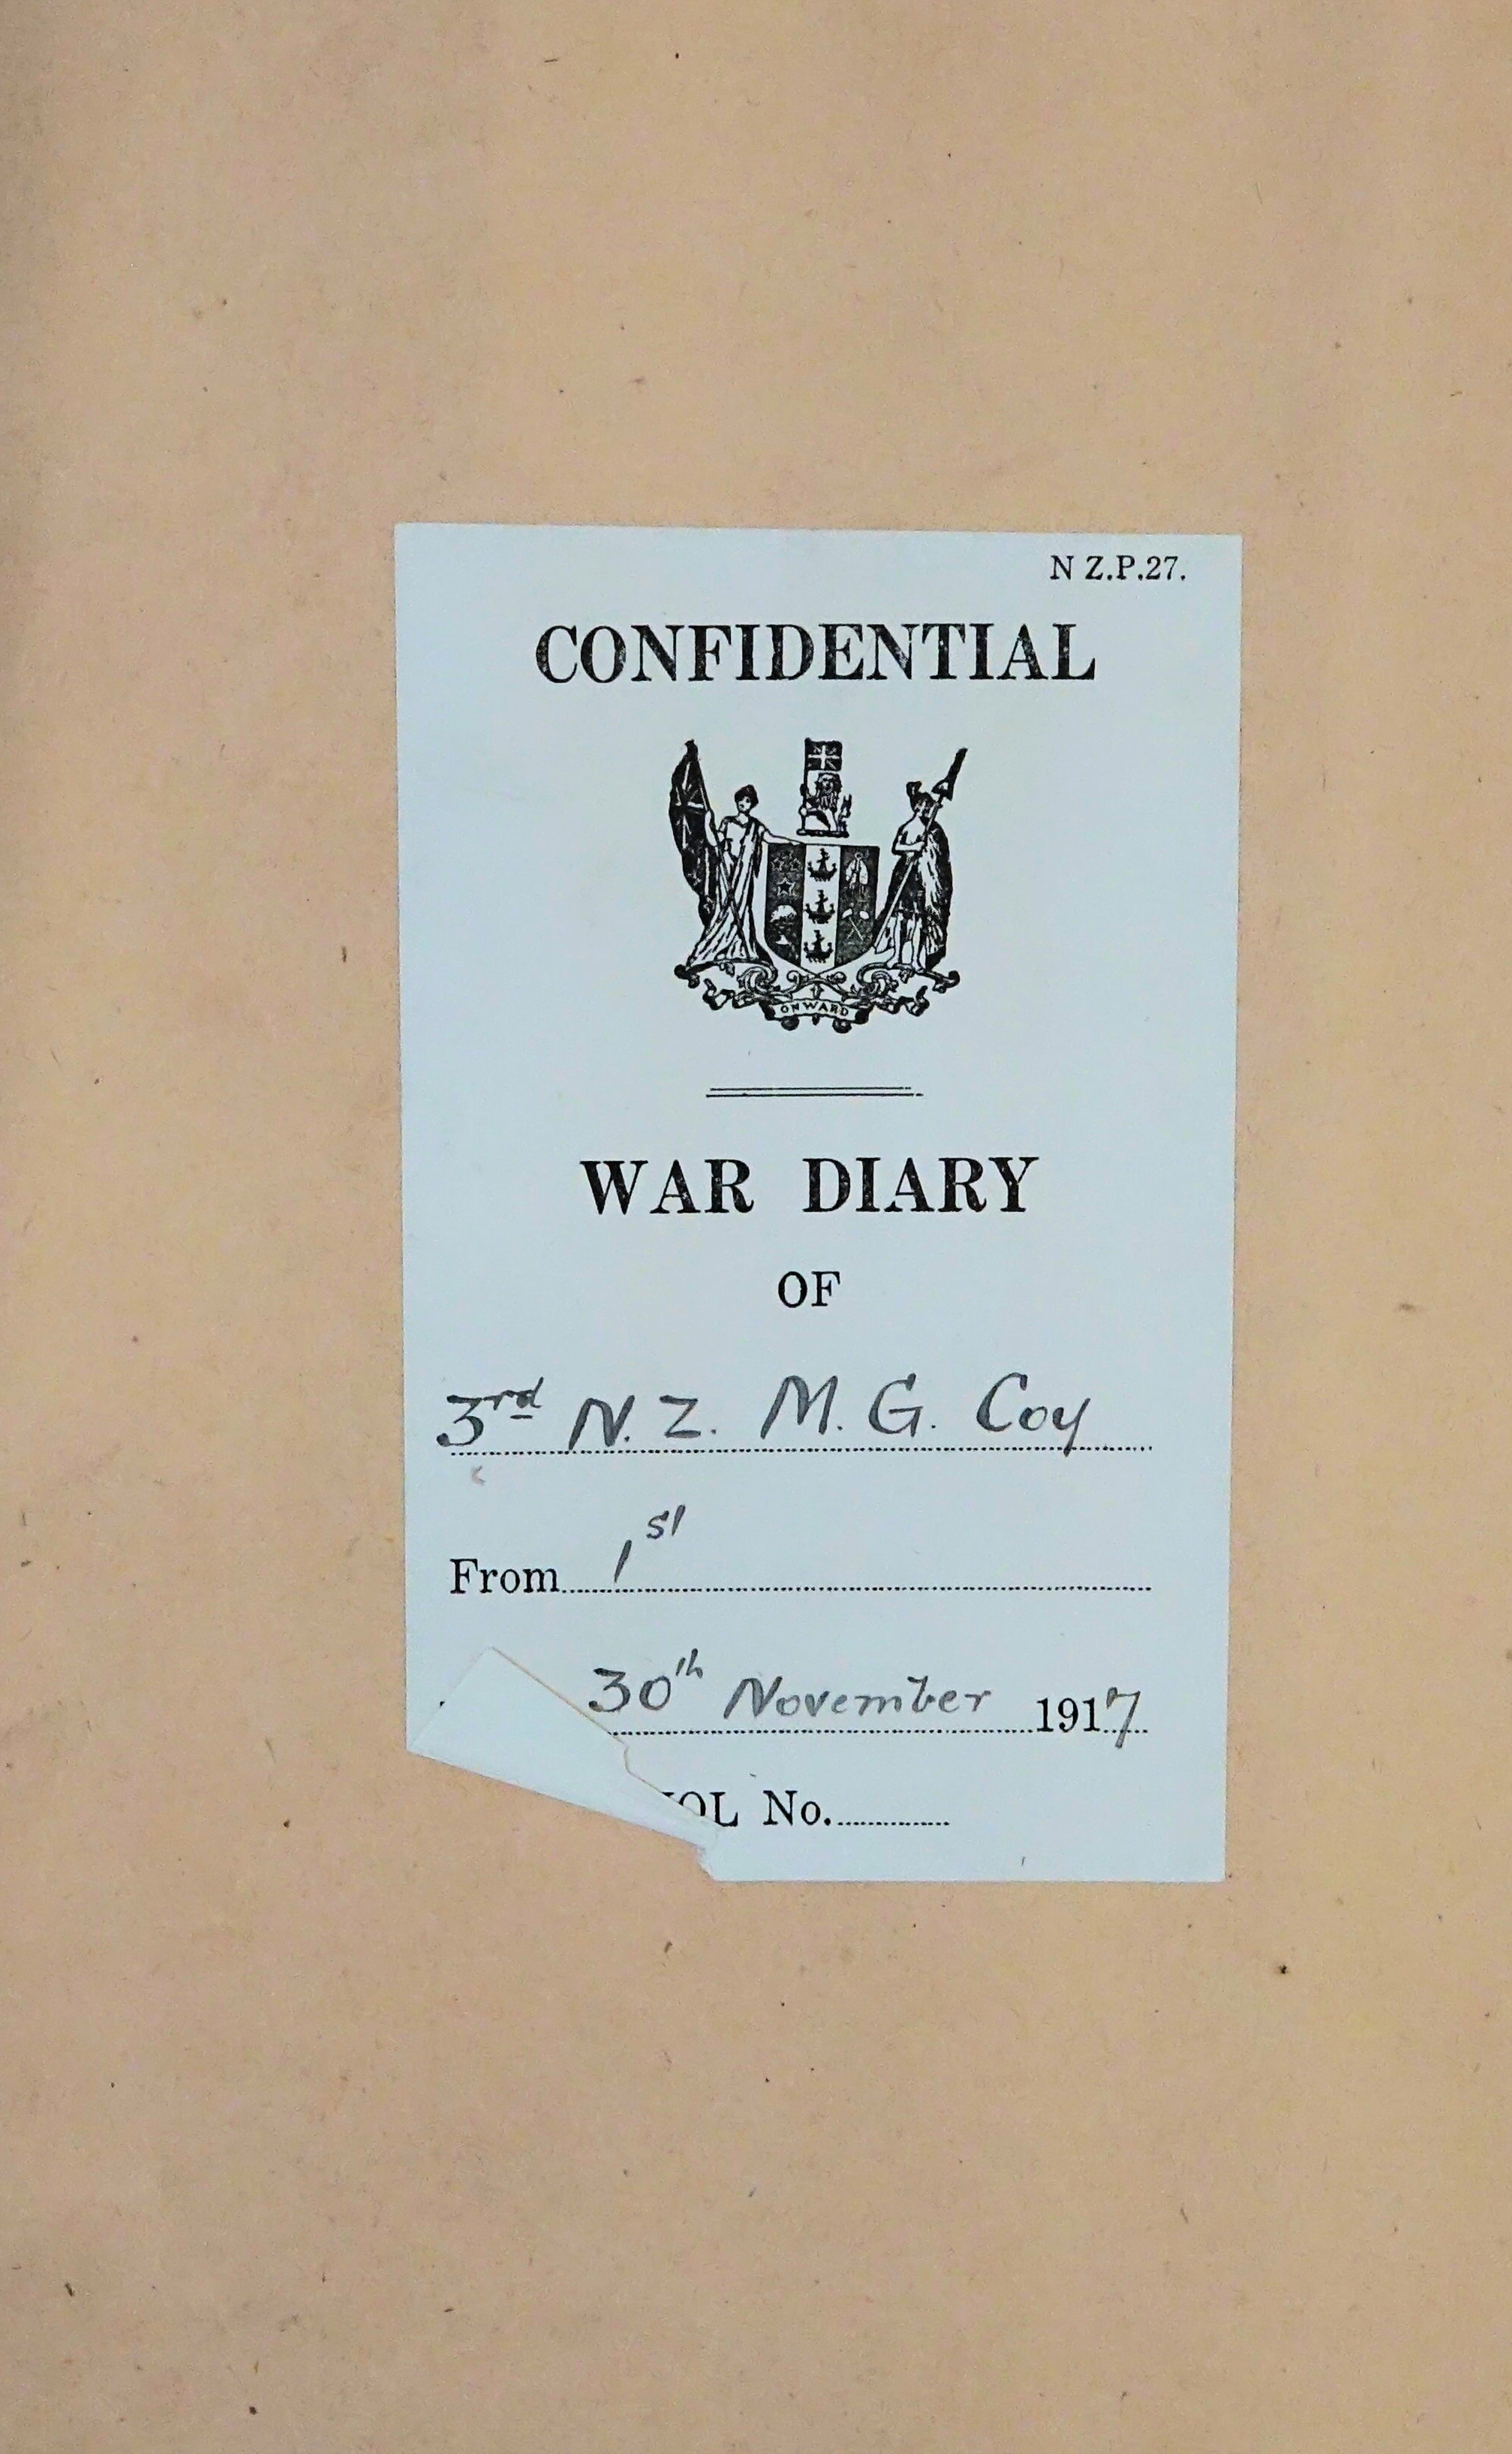 N Z.P.27.
CONFIDENTIAL
ONWARD
WAR DIARY
OF
3rd N.Z. M.G. Coy
From 1st
30th November 1917
OL No.